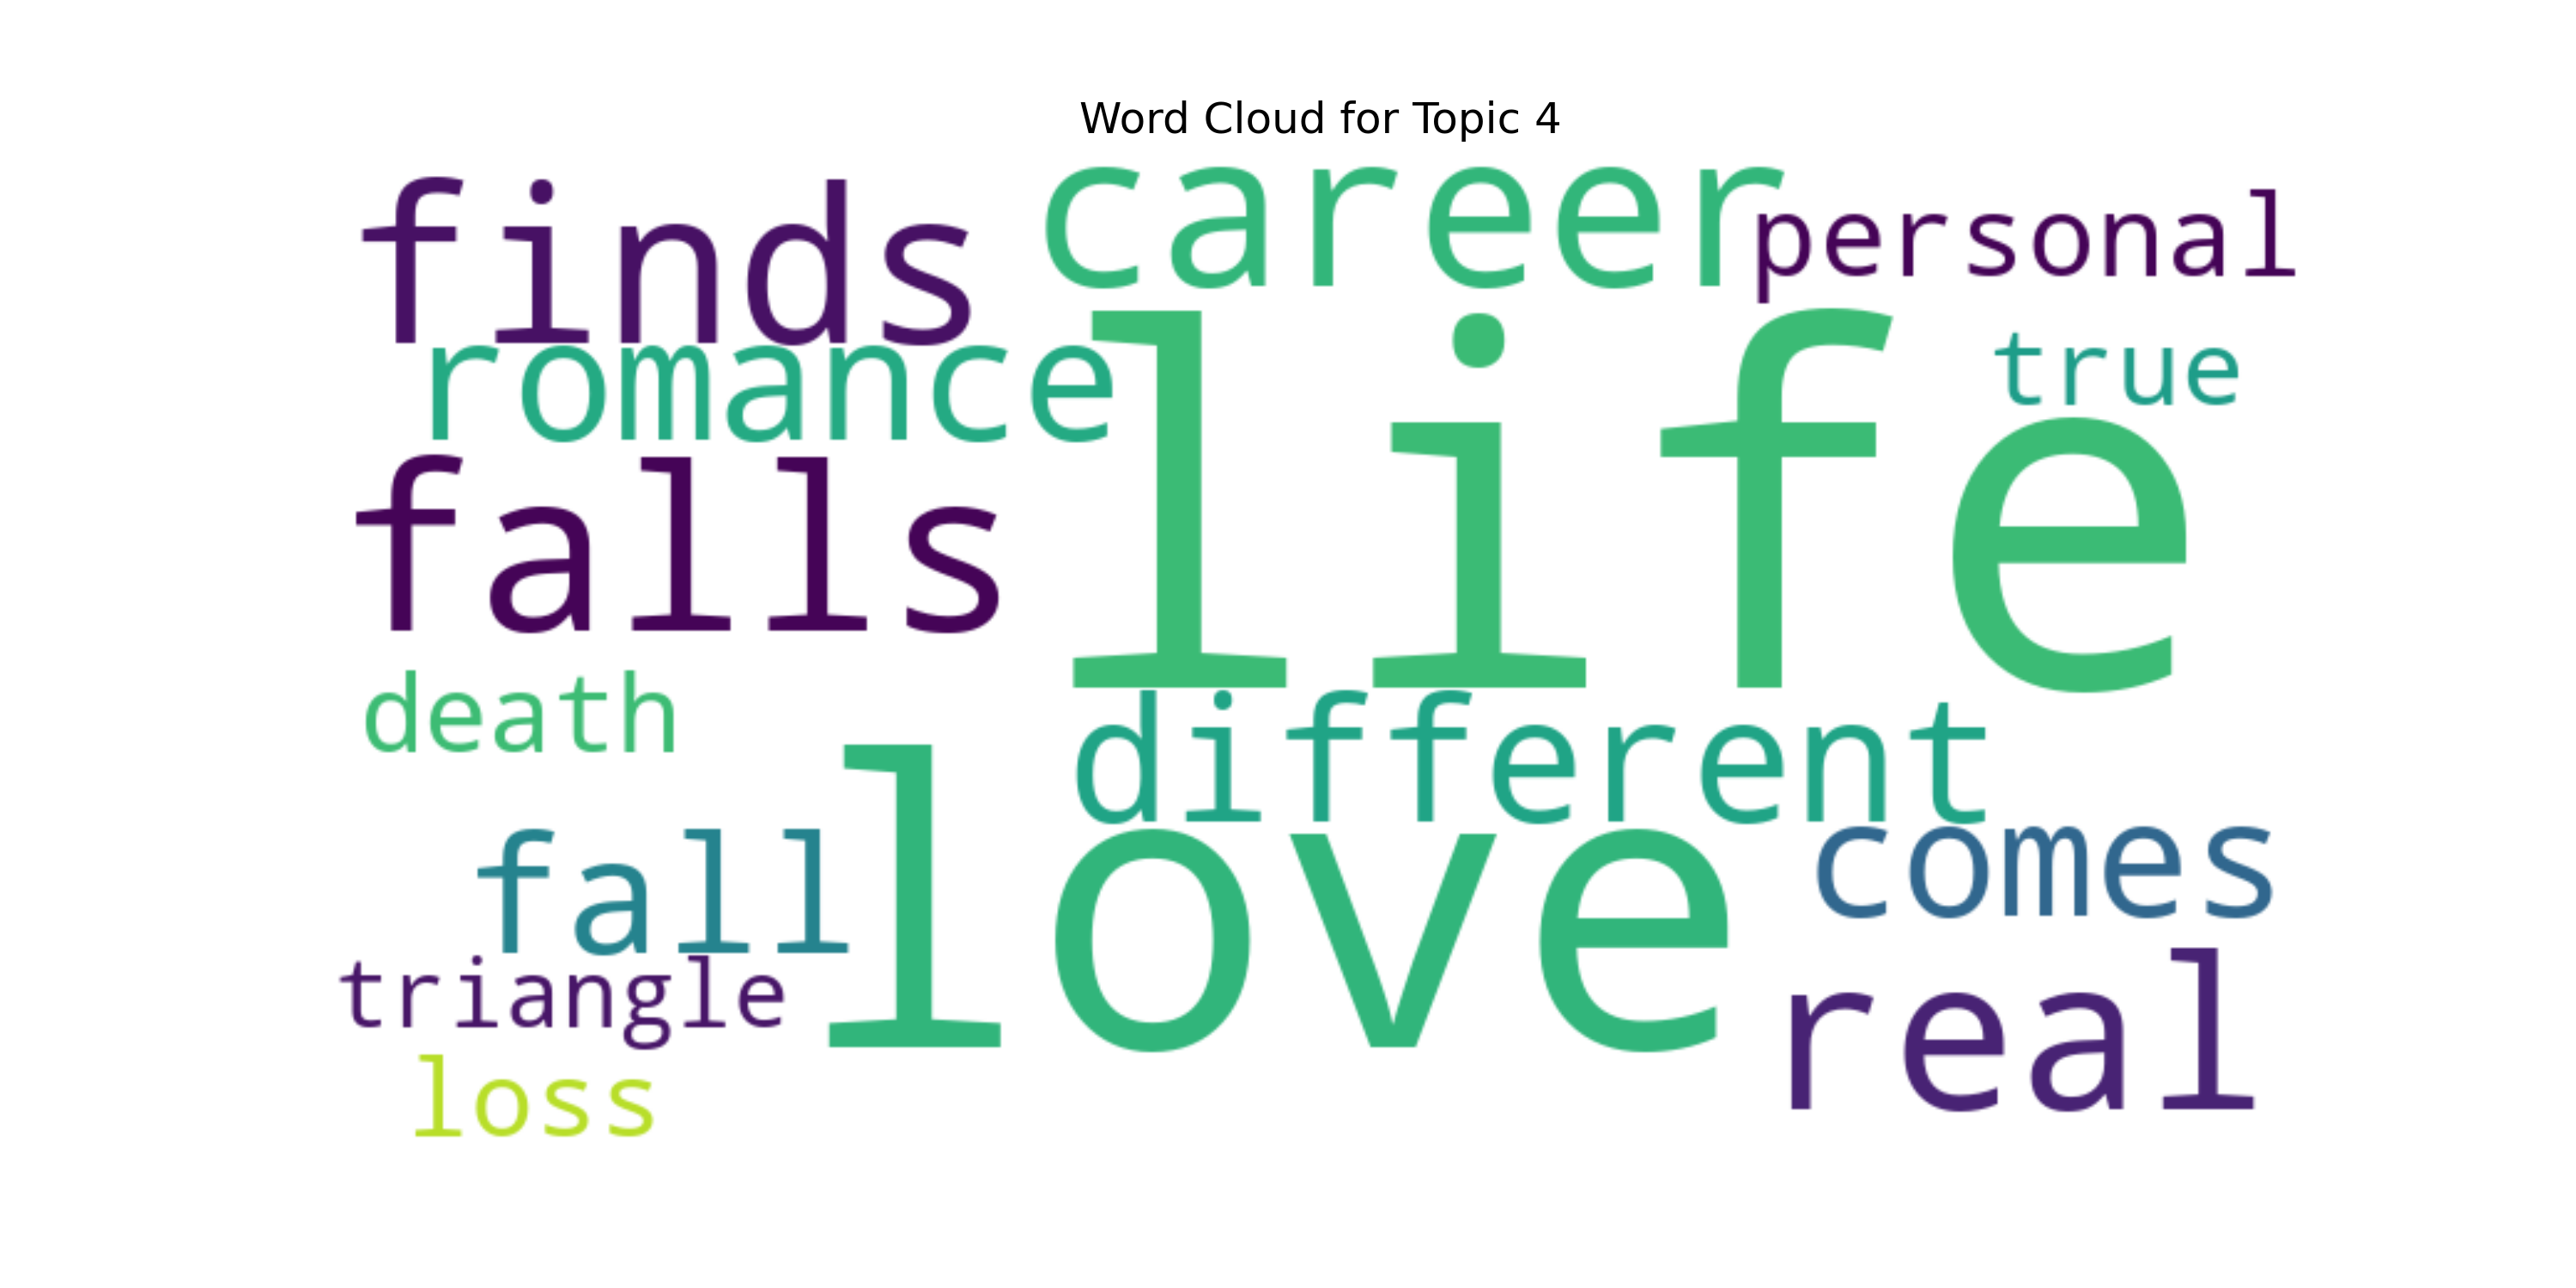 Word Cloud for Topic 4
finds
career
personal
romance
life
true
falls
death
different
fall
love
comes
triangle
real
loss